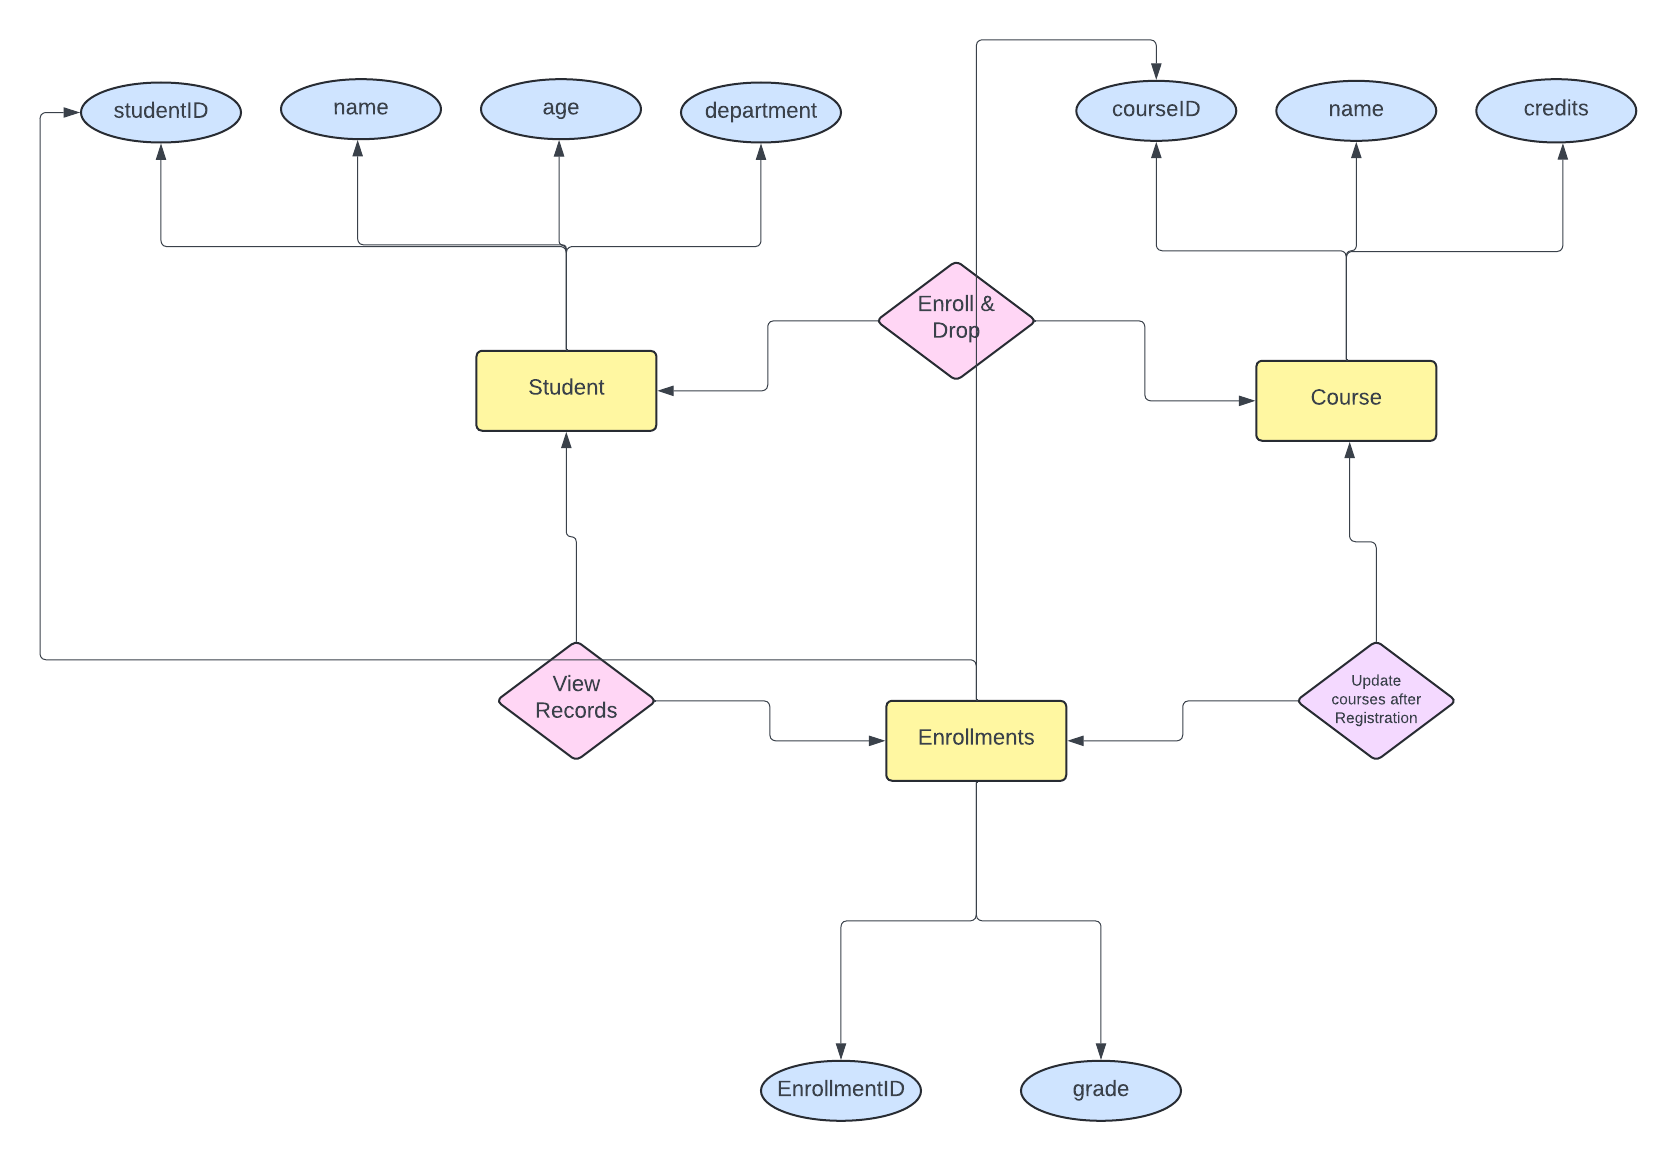 studentID
name
age
department
courseID
name
credits
Enroll &
Drop
Student
Course
View
Records
Update
courses after
Registration
Enrollments
EnrollmentID
grade